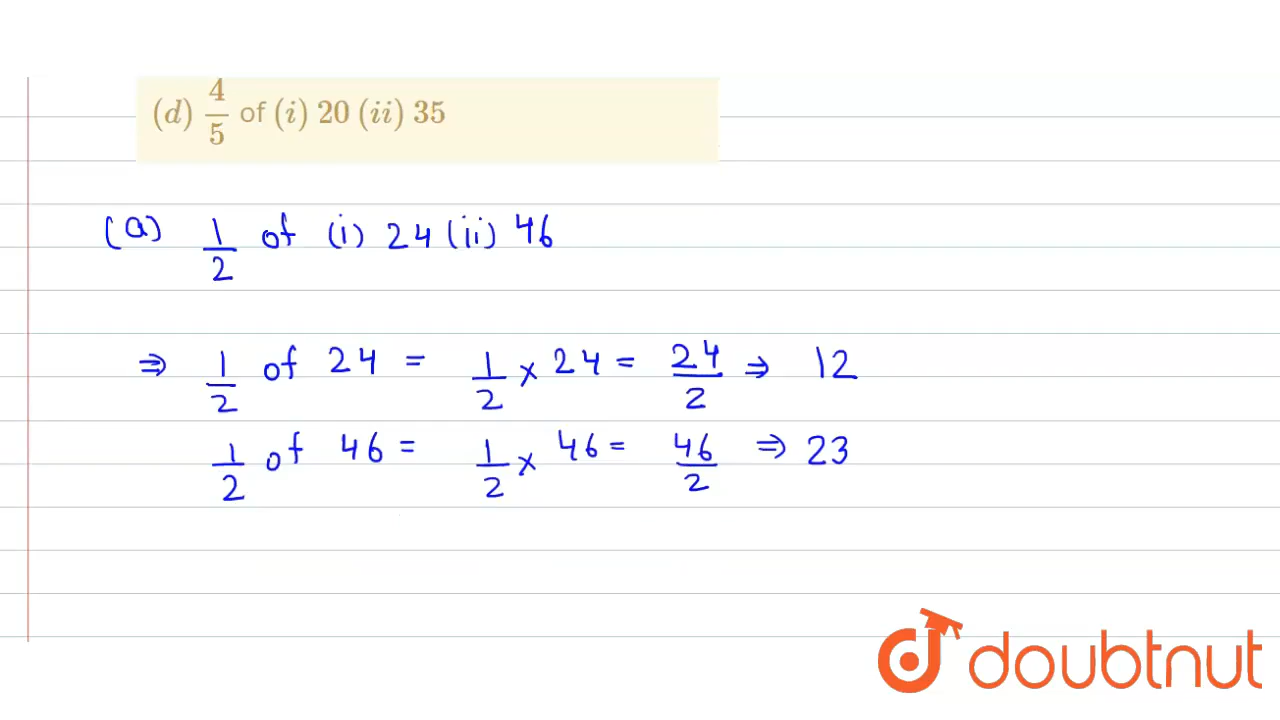 (d) 4/5 of (i) 20 (ii) 35
(a) 1/2 of (i) 24 (ii) 46
⇒ 1/2 of 24 = 1/2 × 24 = 24/2 ⇒ 12
1/2 of 46 = 1/2 × 46 = 46/2 ⇒ 23
doubtnut